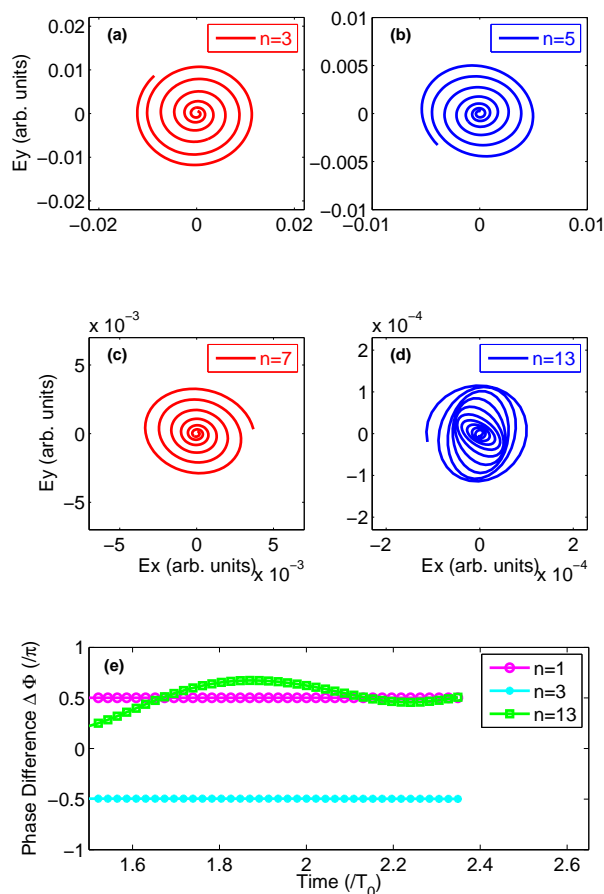 (a) n=3
(b) n=5
0.02
0.01
0
−0.01
−0.02
Ey (arb. units)
−0.02 0 0.02
0.01
0.005
0
−0.005
−0.01
−0.01 0 0.01
x 10⁻³
x 10⁻⁴
(c) n=7
(d) n=13
5
0
−5
Ey (arb. units)
−5 0 5
Ex (arb. units) x 10⁻³
2
1
0
−1
−2
−2 0 2
Ex (arb. units) x 10⁻⁴
(e)
n=1
n=3
n=13
1
0.5
0
−0.5
−1
Phase Difference Δ Φ (/π)
1.6 1.8 2 2.2 2.4 2.6
Time (/T₀)